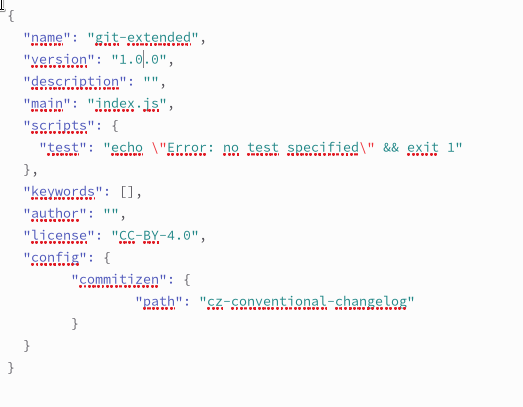 {
  "name": "git-extended",
  "version": "1.0.0",
  "description": "",
  "main": "index.js",
  "scripts": {
    "test": "echo \"Error: no test specified\" && exit 1"
  },
  "keywords": [],
  "author": "",
  "license": "CC-BY-4.0",
  "config": {
        "commitizen": {
                "path": "cz-conventional-changelog"
        }
  }
}